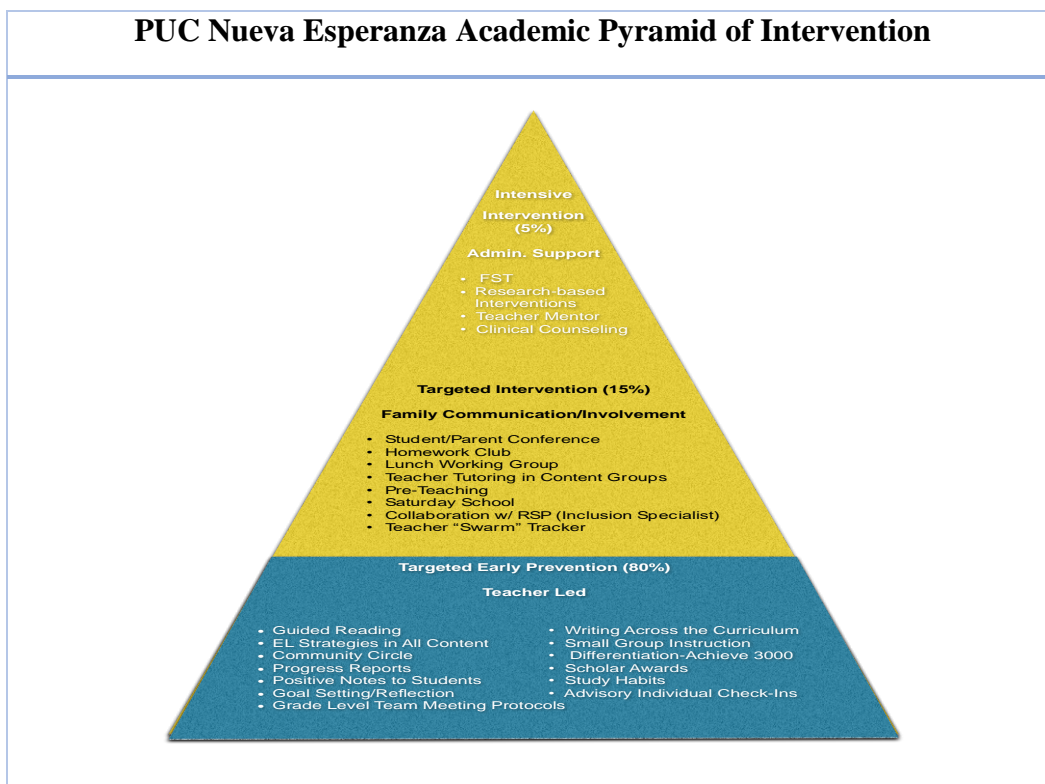 PUC Nueva Esperanza Academic Pyramid of Intervention
Intensive
Intervention
(5%)
Admin. Support
• FST
• Research-based
Interventions
• Teacher Mentor
• Clinical Counseling
Targeted Intervention (15%)
Family Communication/Involvement
• Student/Parent Conference
• Homework Club
• Lunch Working Group
• Teacher Tutoring in Content Groups
• Pre-Teaching
• Saturday School
• Collaboration w/ RSP (Inclusion Specialist)
• Teacher “Swarm” Tracker
Targeted Early Prevention (80%)
Teacher Led
• Guided Reading
• EL Strategies in All Content
• Community Circle
• Progress Reports
• Positive Notes to Students
• Goal Setting/Reflection
• Grade Level Team Meeting Protocols
• Writing Across the Curriculum
• Small Group Instruction
• Differentiation-Achieve 3000
• Scholar Awards
• Study Habits
• Advisory Individual Check-Ins